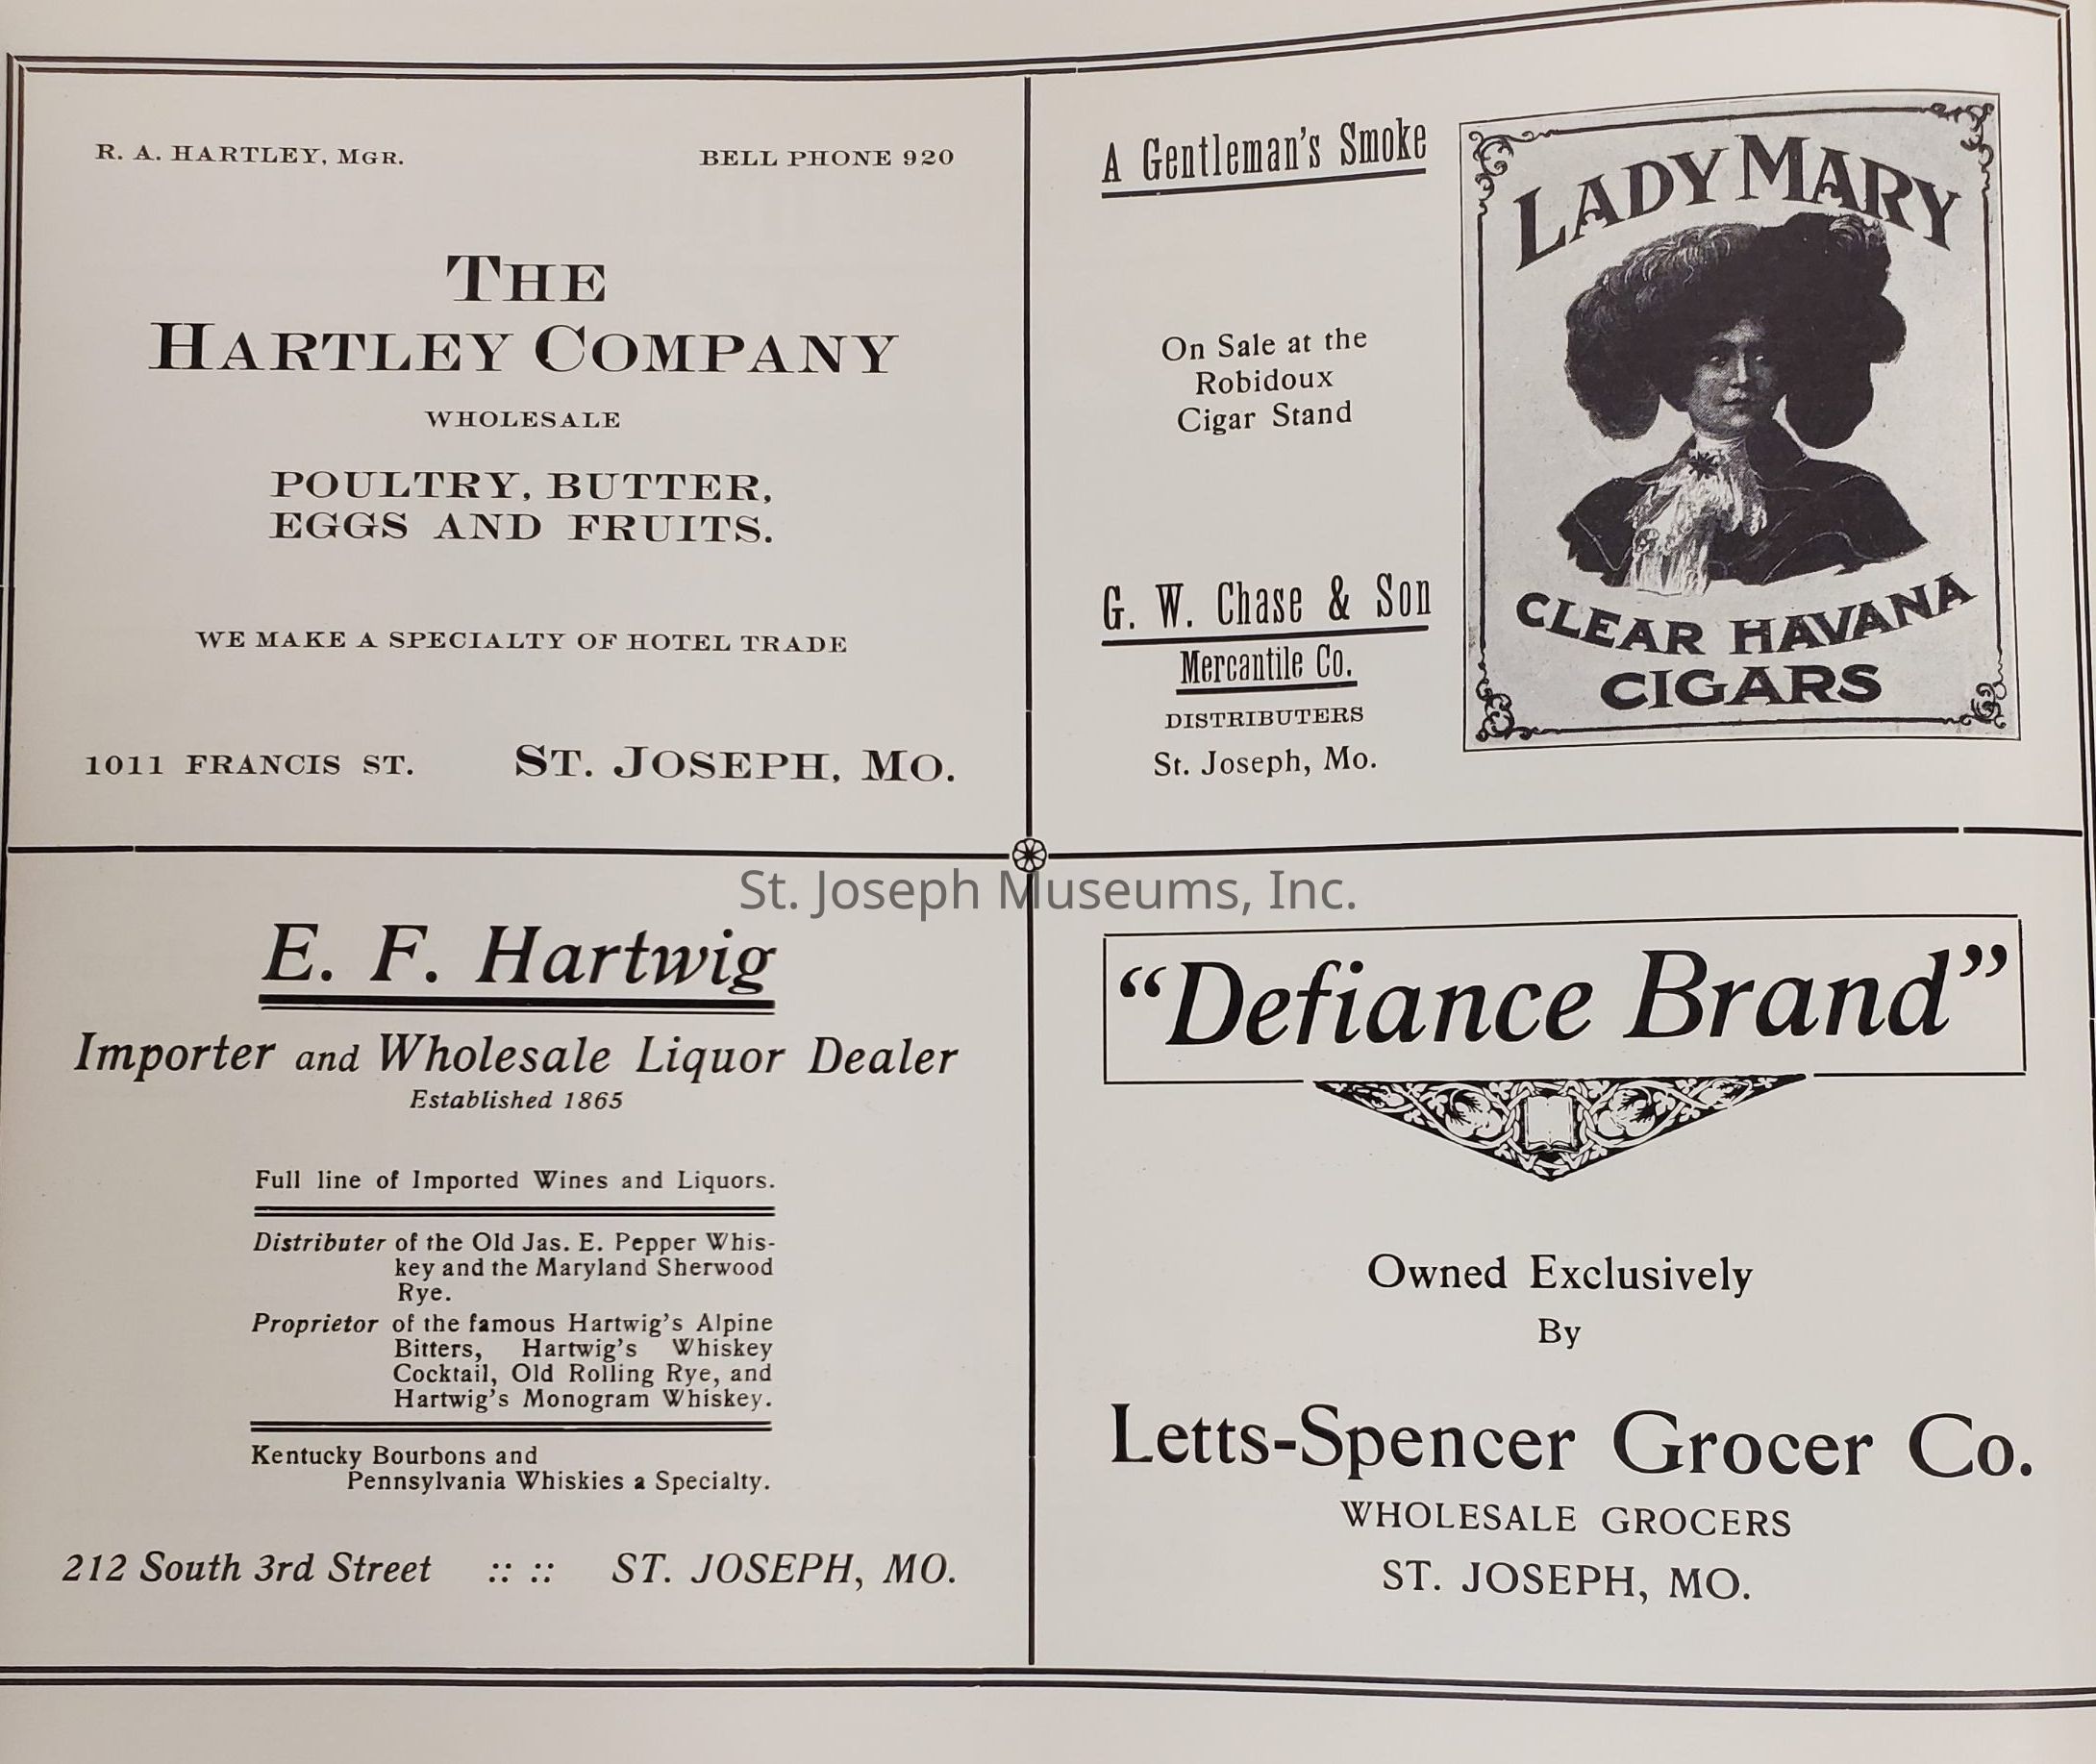 R. A. HARTLEY, MGR.
BELL PHONE 920
THE
HARTLEY COMPANY
WHOLESALE
POULTRY, BUTTER,
EGGS AND FRUITS.
WE MAKE A SPECIALTY OF HOTEL TRADE
1011 FRANCIS ST. ST. JOSEPH, MO.
A Gentleman's Smoke
On Sale at the
Robidoux
Cigar Stand
G. W. Chase & Son
Mercantile Co.
DISTRIBUTERS
St. Joseph, Mo.
LADY MARY
CLEAR HAVANA
CIGARS
St. Joseph Museums, Inc.
E. F. Hartwig
Importer and Wholesale Liquor Dealer
Established 1865
Full line of Imported Wines and Liquors.
Distributer of the Old Jas. E. Pepper Whis-
key and the Maryland Sherwood
Rye.
Proprietor of the famous Hartwig's Alpine
Bitters, Hartwig's Whiskey
Cocktail, Old Rolling Rye, and
Hartwig's Monogram Whiskey.
Kentucky Bourbons and
Pennsylvania Whiskies a Specialty.
212 South 3rd Street :: :: ST. JOSEPH, MO.
"Defiance Brand"
Owned Exclusively
By
Letts-Spencer Grocer Co.
WHOLESALE GROCERS
ST. JOSEPH, MO.